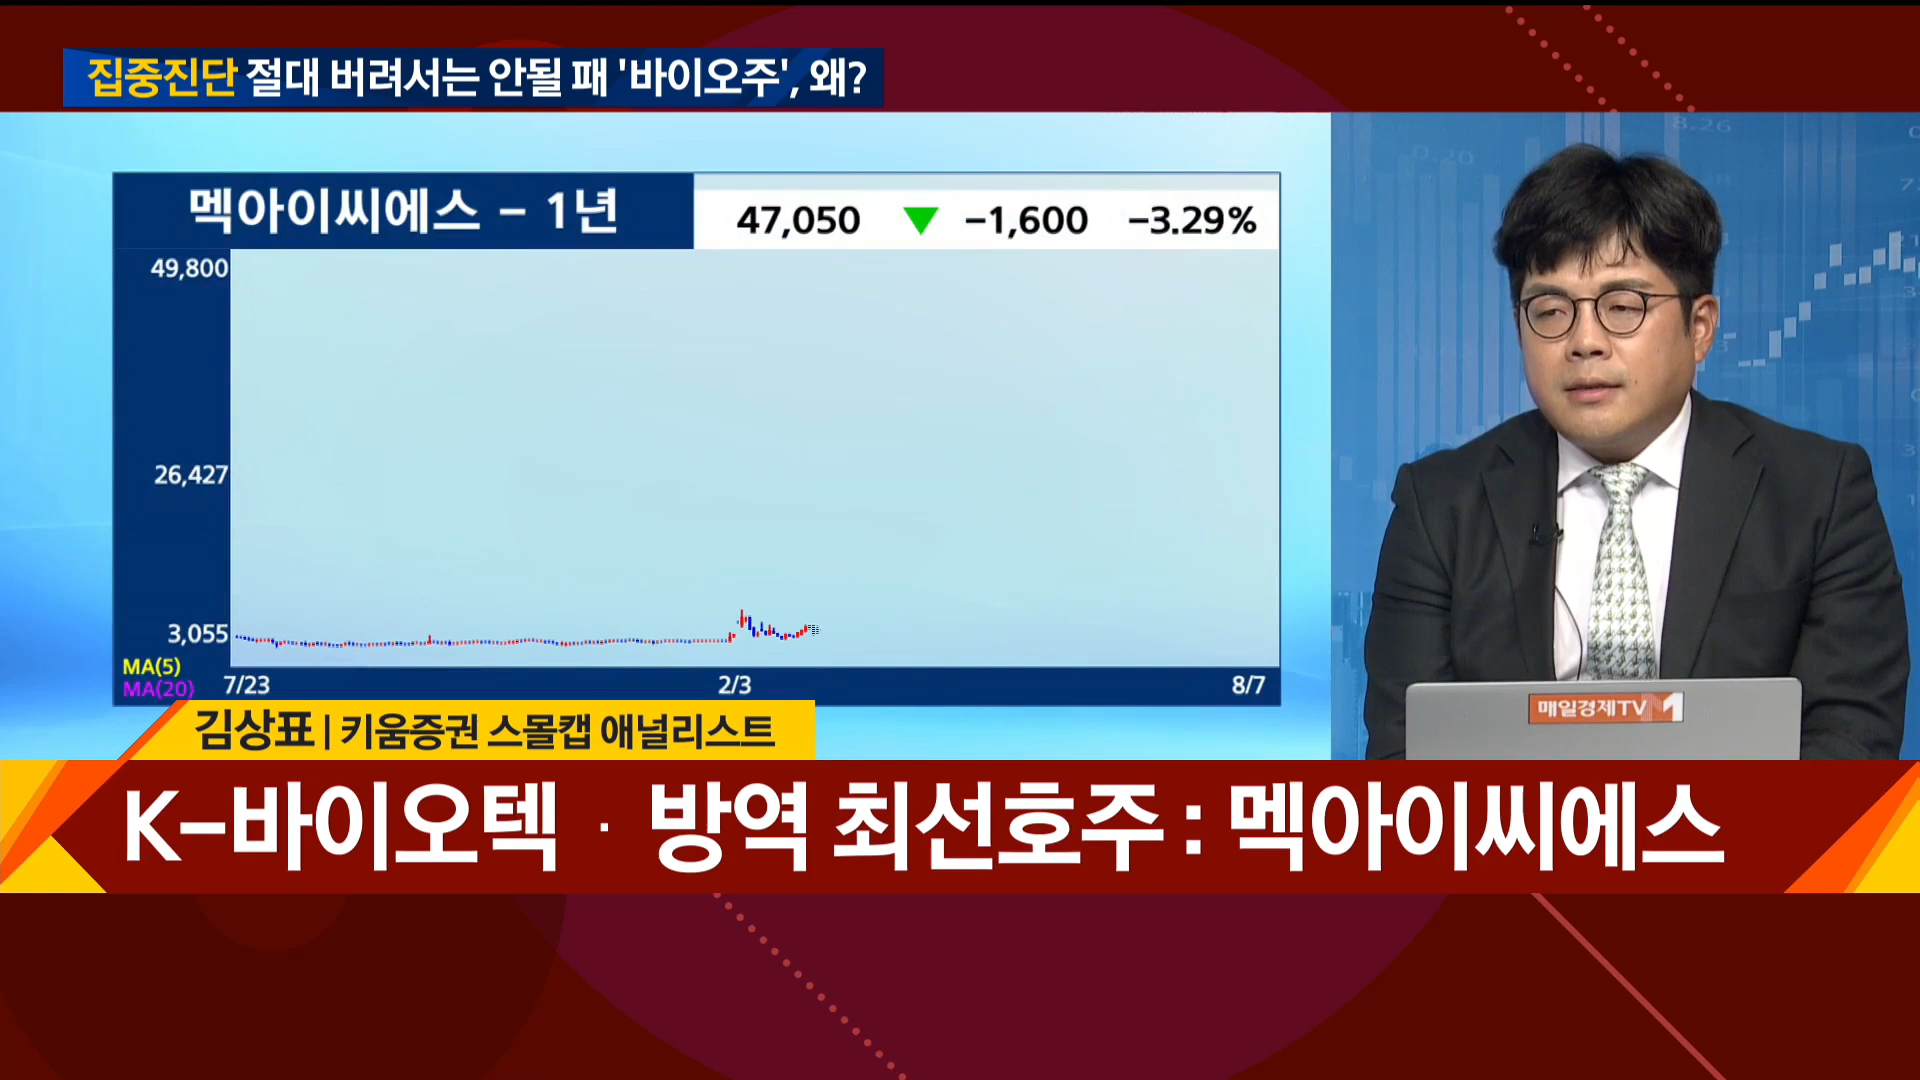 집중진단 절대 버려서는 안될 패 '바이오주', 왜?
멕아이씨에스 - 1년
47,050 ▼ -1,600 -3.29%
49,800
26,427
3,055
MA(5)
MA(20)
7/23 2/3 8/7
매일경제TV M
김상표 | 키움증권 스몰캡 애널리스트
K-바이오텍 · 방역 최선호주 : 멕아이씨에스